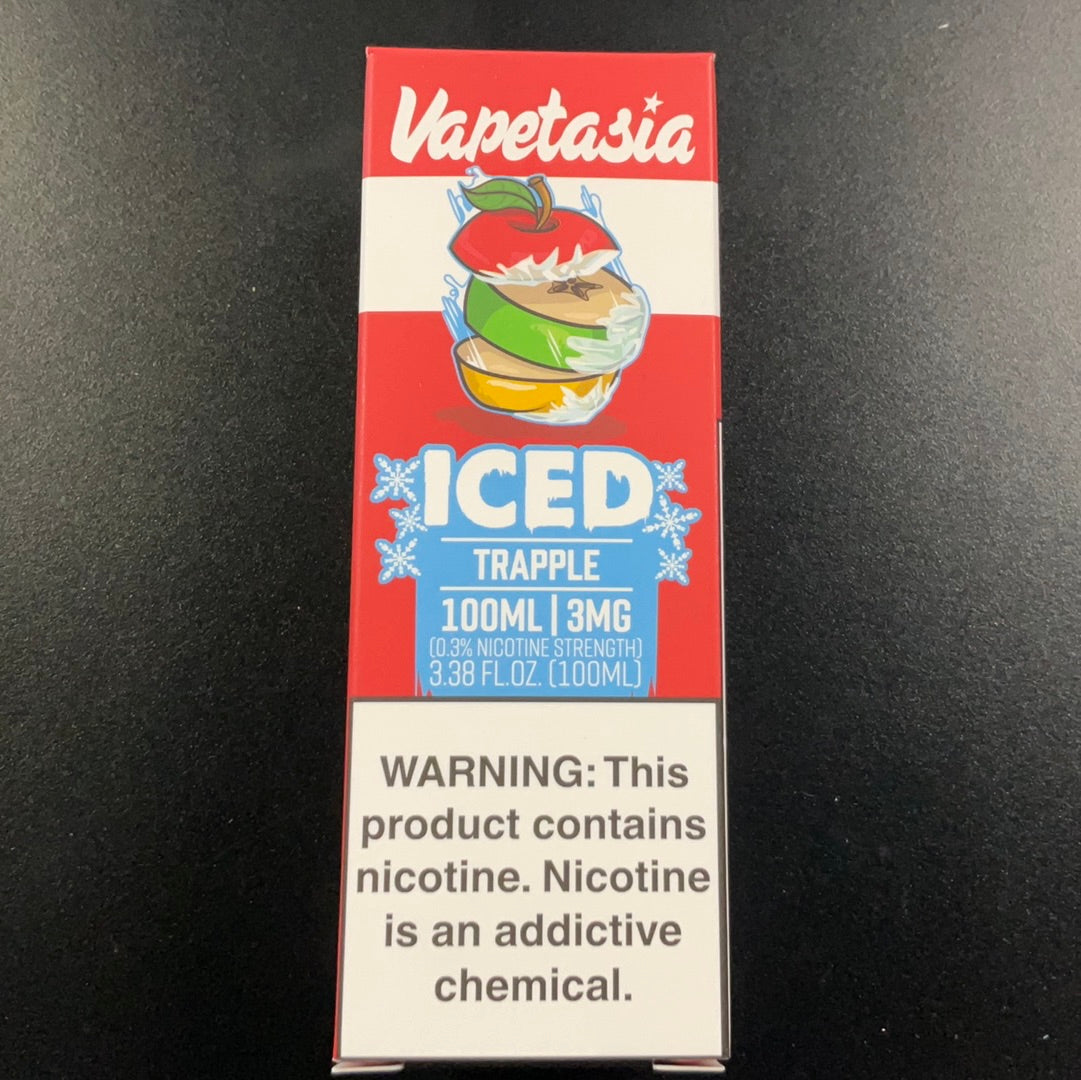 Vapetasia
ICED
TRAPPLE
100ML | 3MG
(0.3% NICOTINE STRENGTH)
3.38 FL.OZ. (100ML)
WARNING: This
product contains
nicotine. Nicotine
is an addictive
chemical.